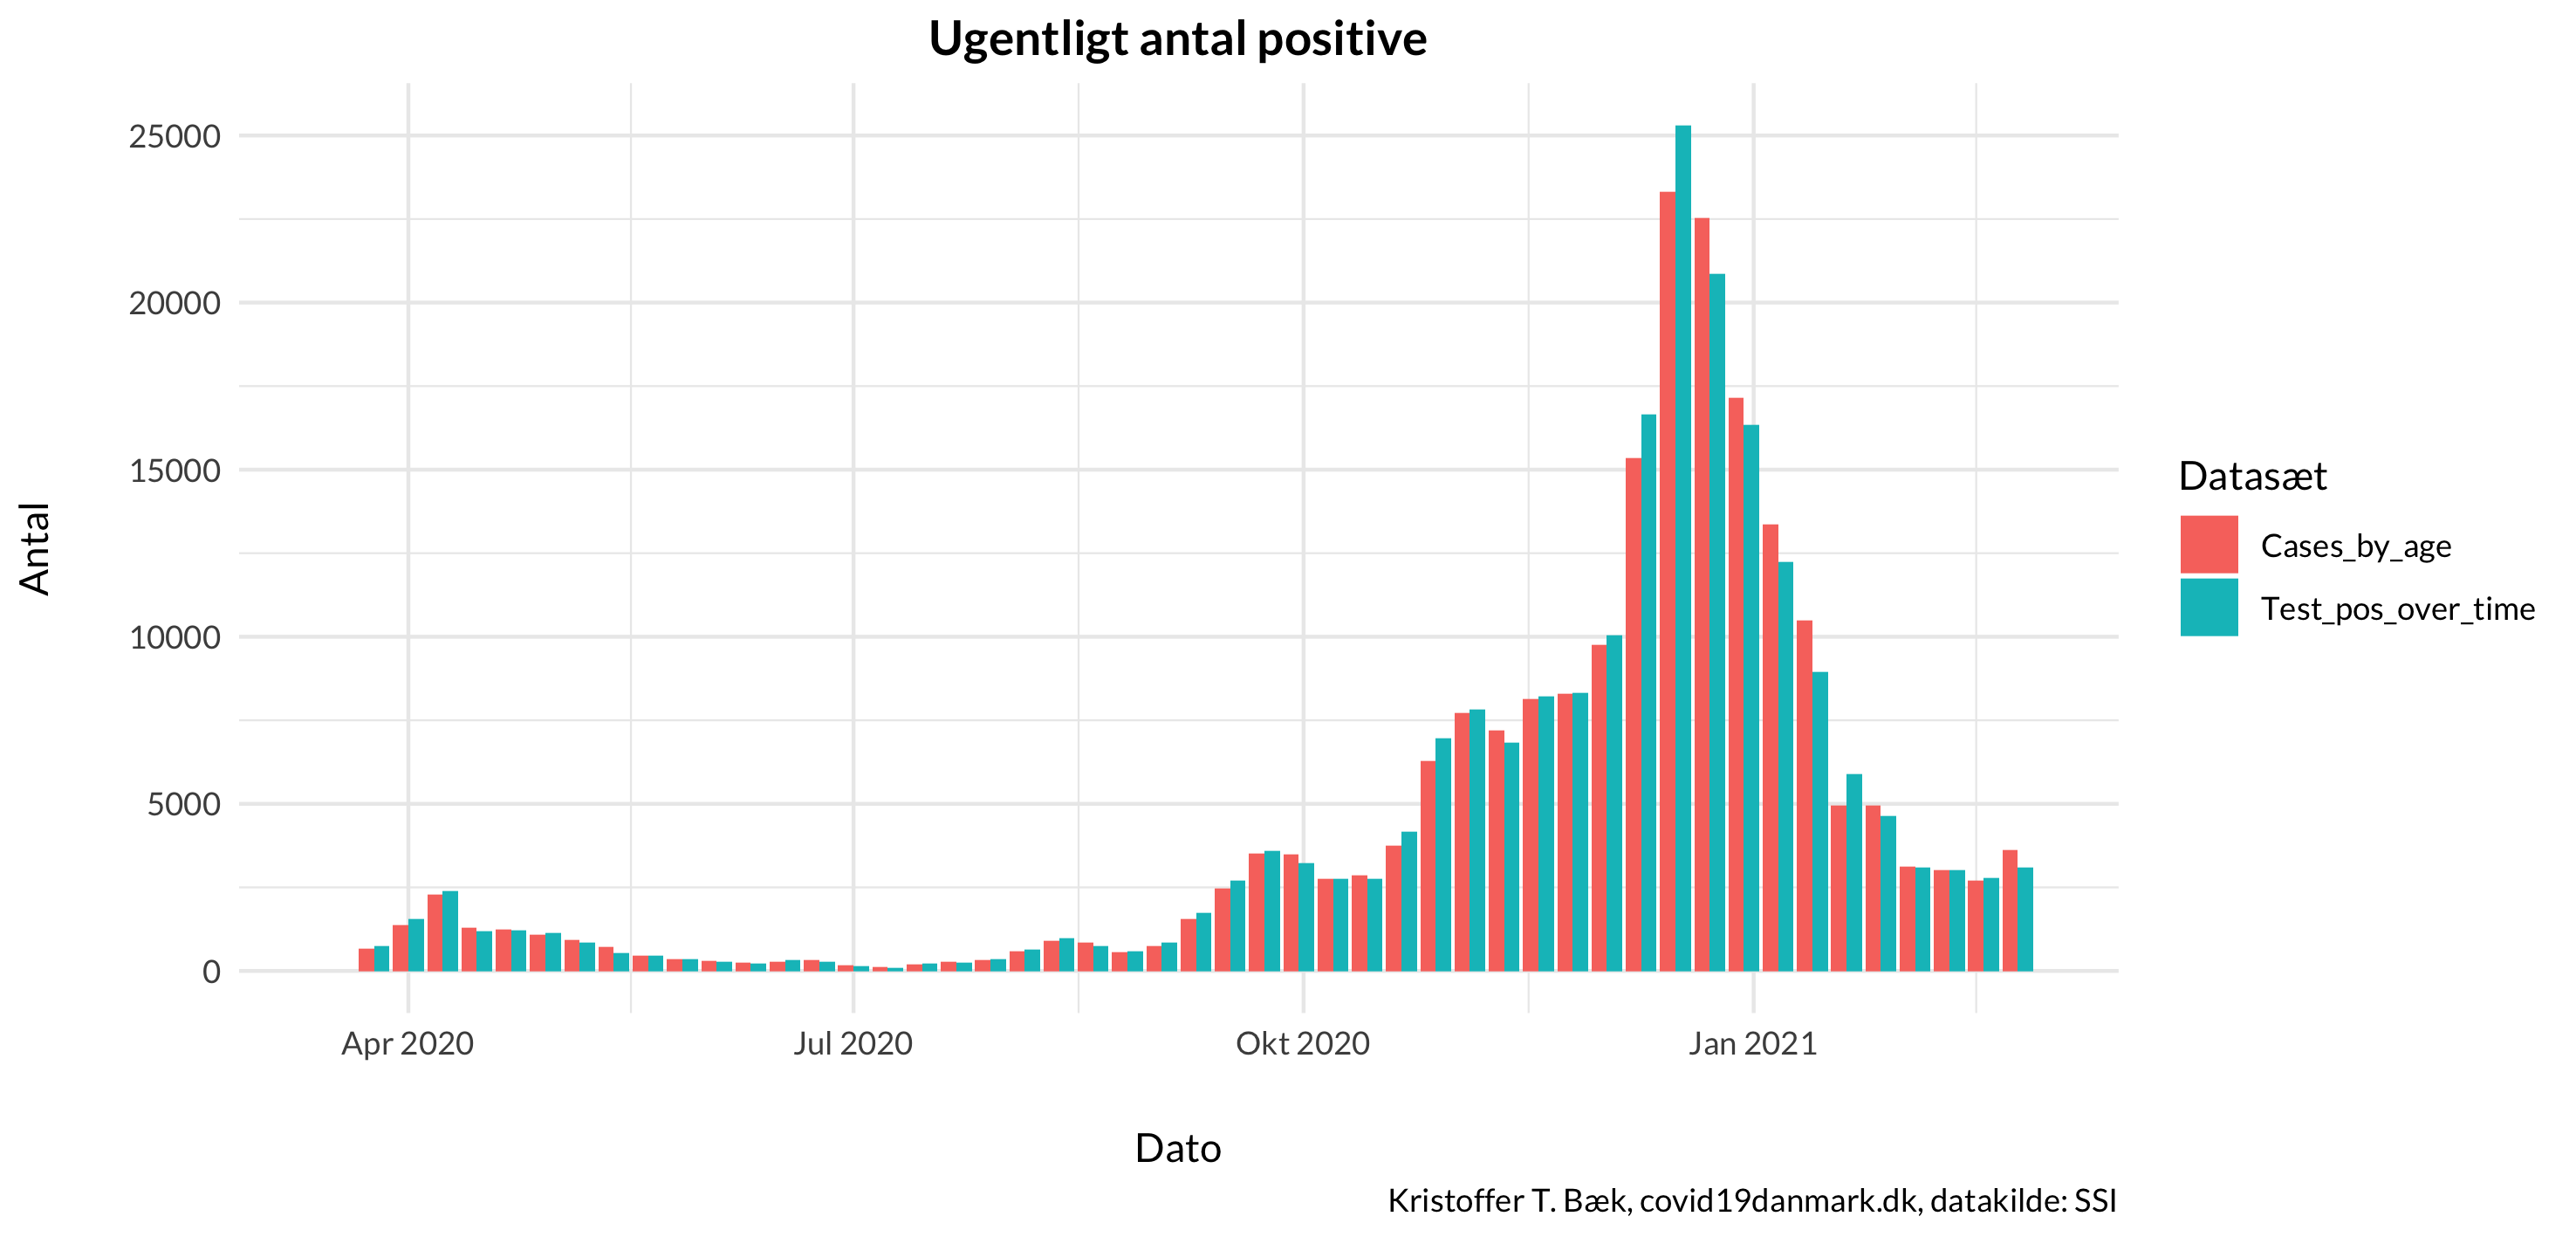 Ugentligt antal positive
25000
20000
15000
10000
5000
0
Antal
Apr 2020
Jul 2020
Okt 2020
Jan 2021
Dato
Datasæt
Cases_by_age
Test_pos_over_time
Kristoffer T. Bæk, covid19danmark.dk, datakilde: SSI